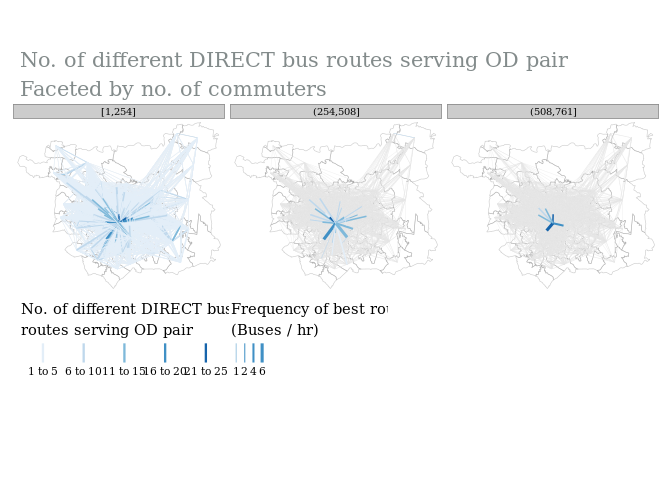 No. of different DIRECT bus routes serving OD pair
Faceted by no. of commuters
[1,254]
(254,508]
(508,761]
No. of different DIRECT bus
routes serving OD pair
Frequency of best rou
(Buses / hr)
1 to 5 6 to 10 11 to 15 16 to 20 21 to 25
1 2 4 6